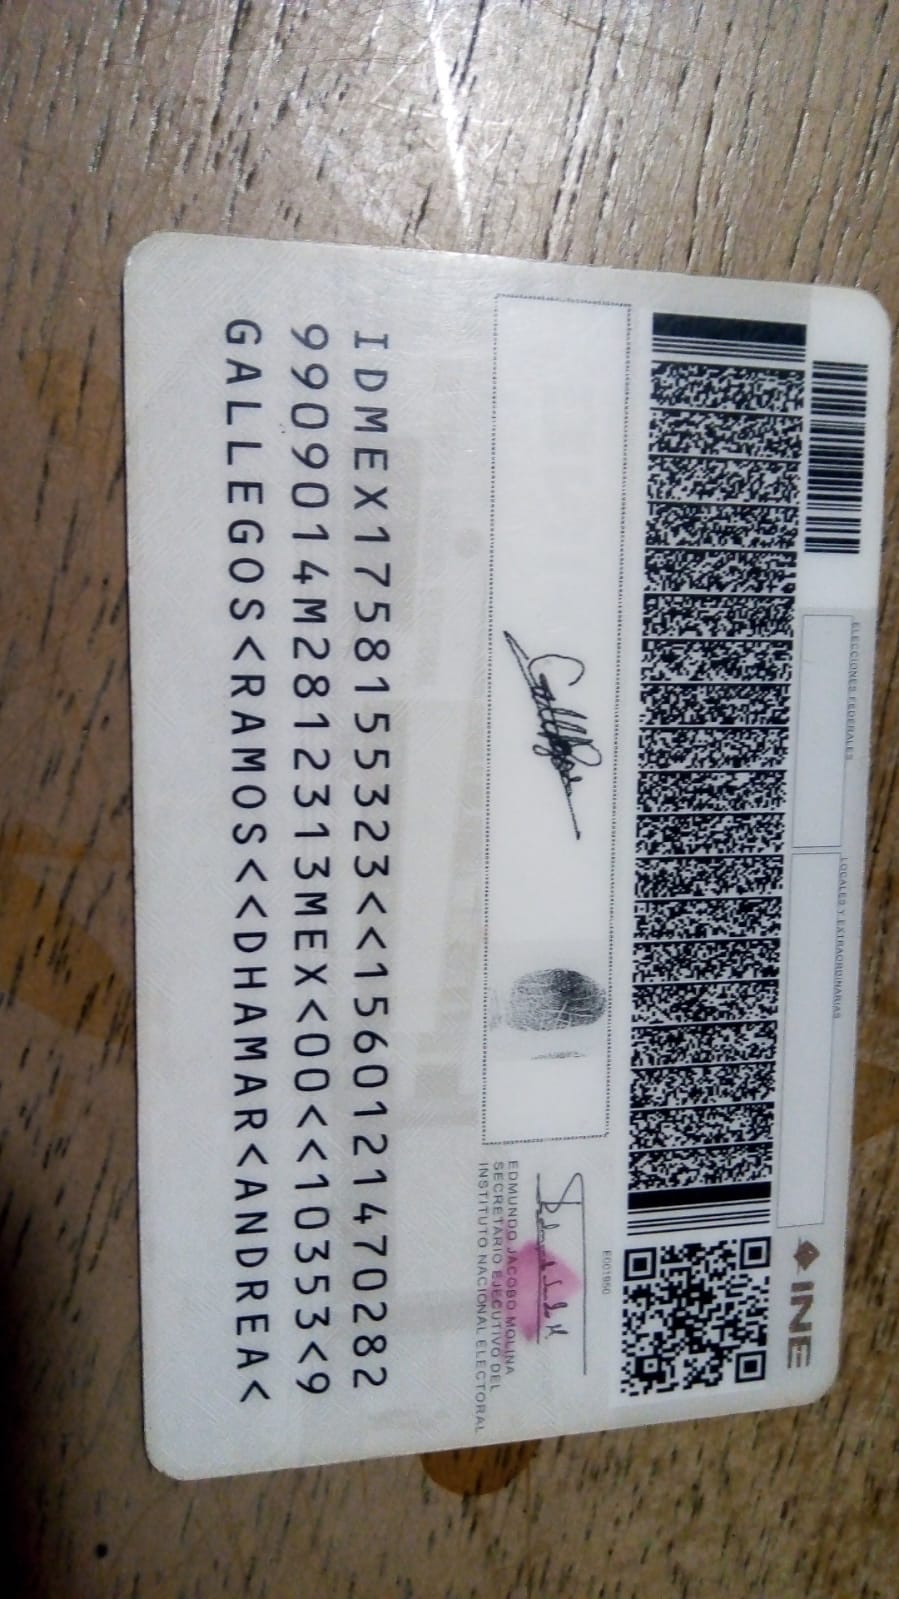 ELECCIONES FEDERALES
LOCALES Y EXTRAORDINARIAS
INE
E001950
EDMUNDO JACOBO MOLINA
SECRETARIO EJECUTIVO DEL
INSTITUTO NACIONAL ELECTORAL
IDMEX1758155323<<1560121470282
9909014M2812313MEX<00<<10353<9
GALLEGOS<RAMOS<<DHAMAR<ANDREA<